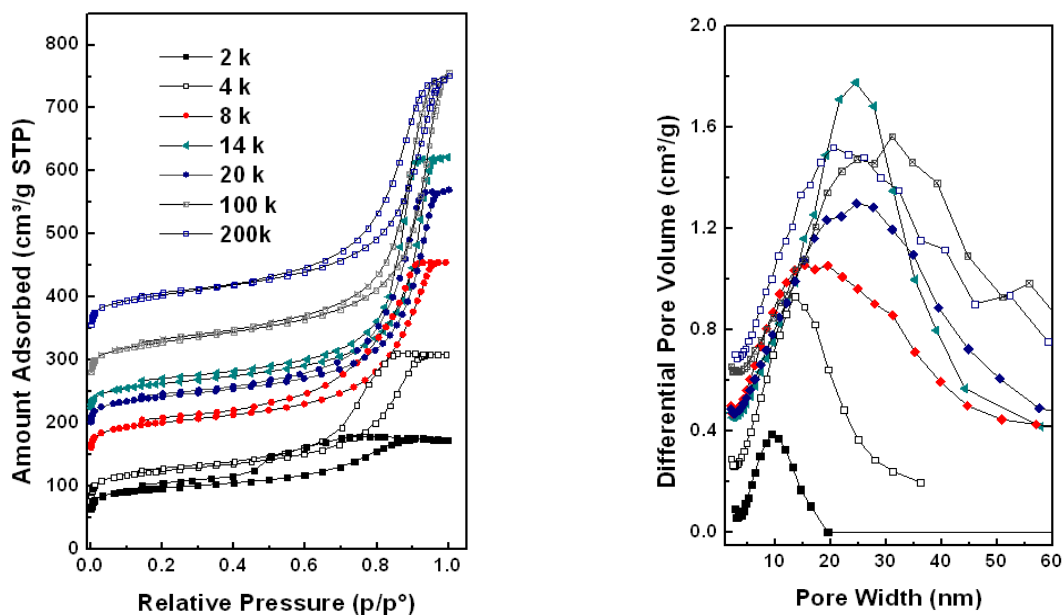 850
800
700
600
500
400
300
200
100
0
Amount Adsorbed (cm³/g STP)
2 k
4 k
8 k
14 k
20 k
100 k
200k
0.0 0.2 0.4 0.6 0.8 1.0
Relative Pressure (p/p°)
2.0
1.6
1.2
0.8
0.4
0.0
Differential Pore Volume (cm³/g)
10 20 30 40 50 60
Pore Width (nm)